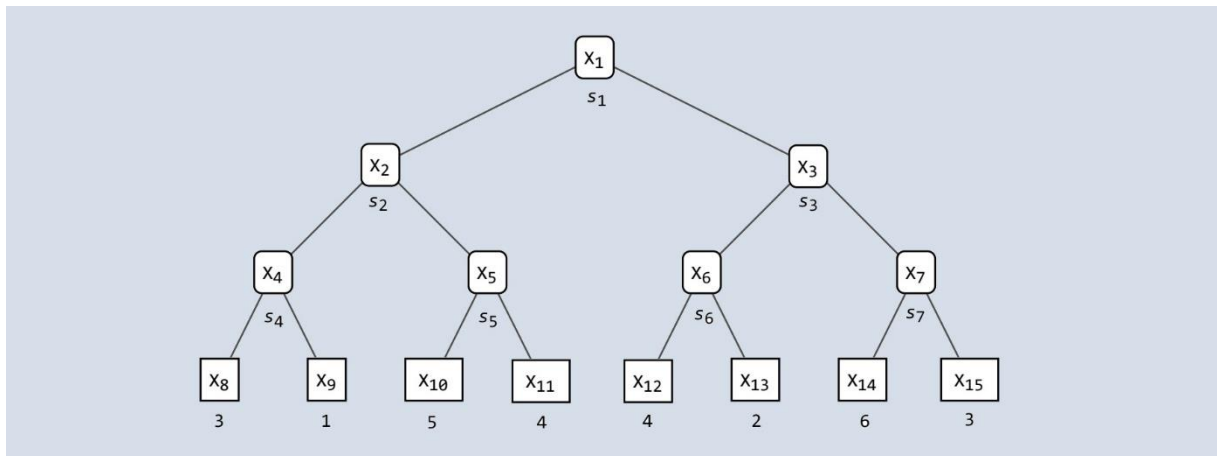 X₁
s₁
X₂ X₃
s₂ s₃
X₄ X₅ X₆ X₇
s₄ s₅ s₆ s₇
X₈ X₉ X₁₀ X₁₁ X₁₂ X₁₃ X₁₄ X₁₅
3 1 5 4 4 2 6 3